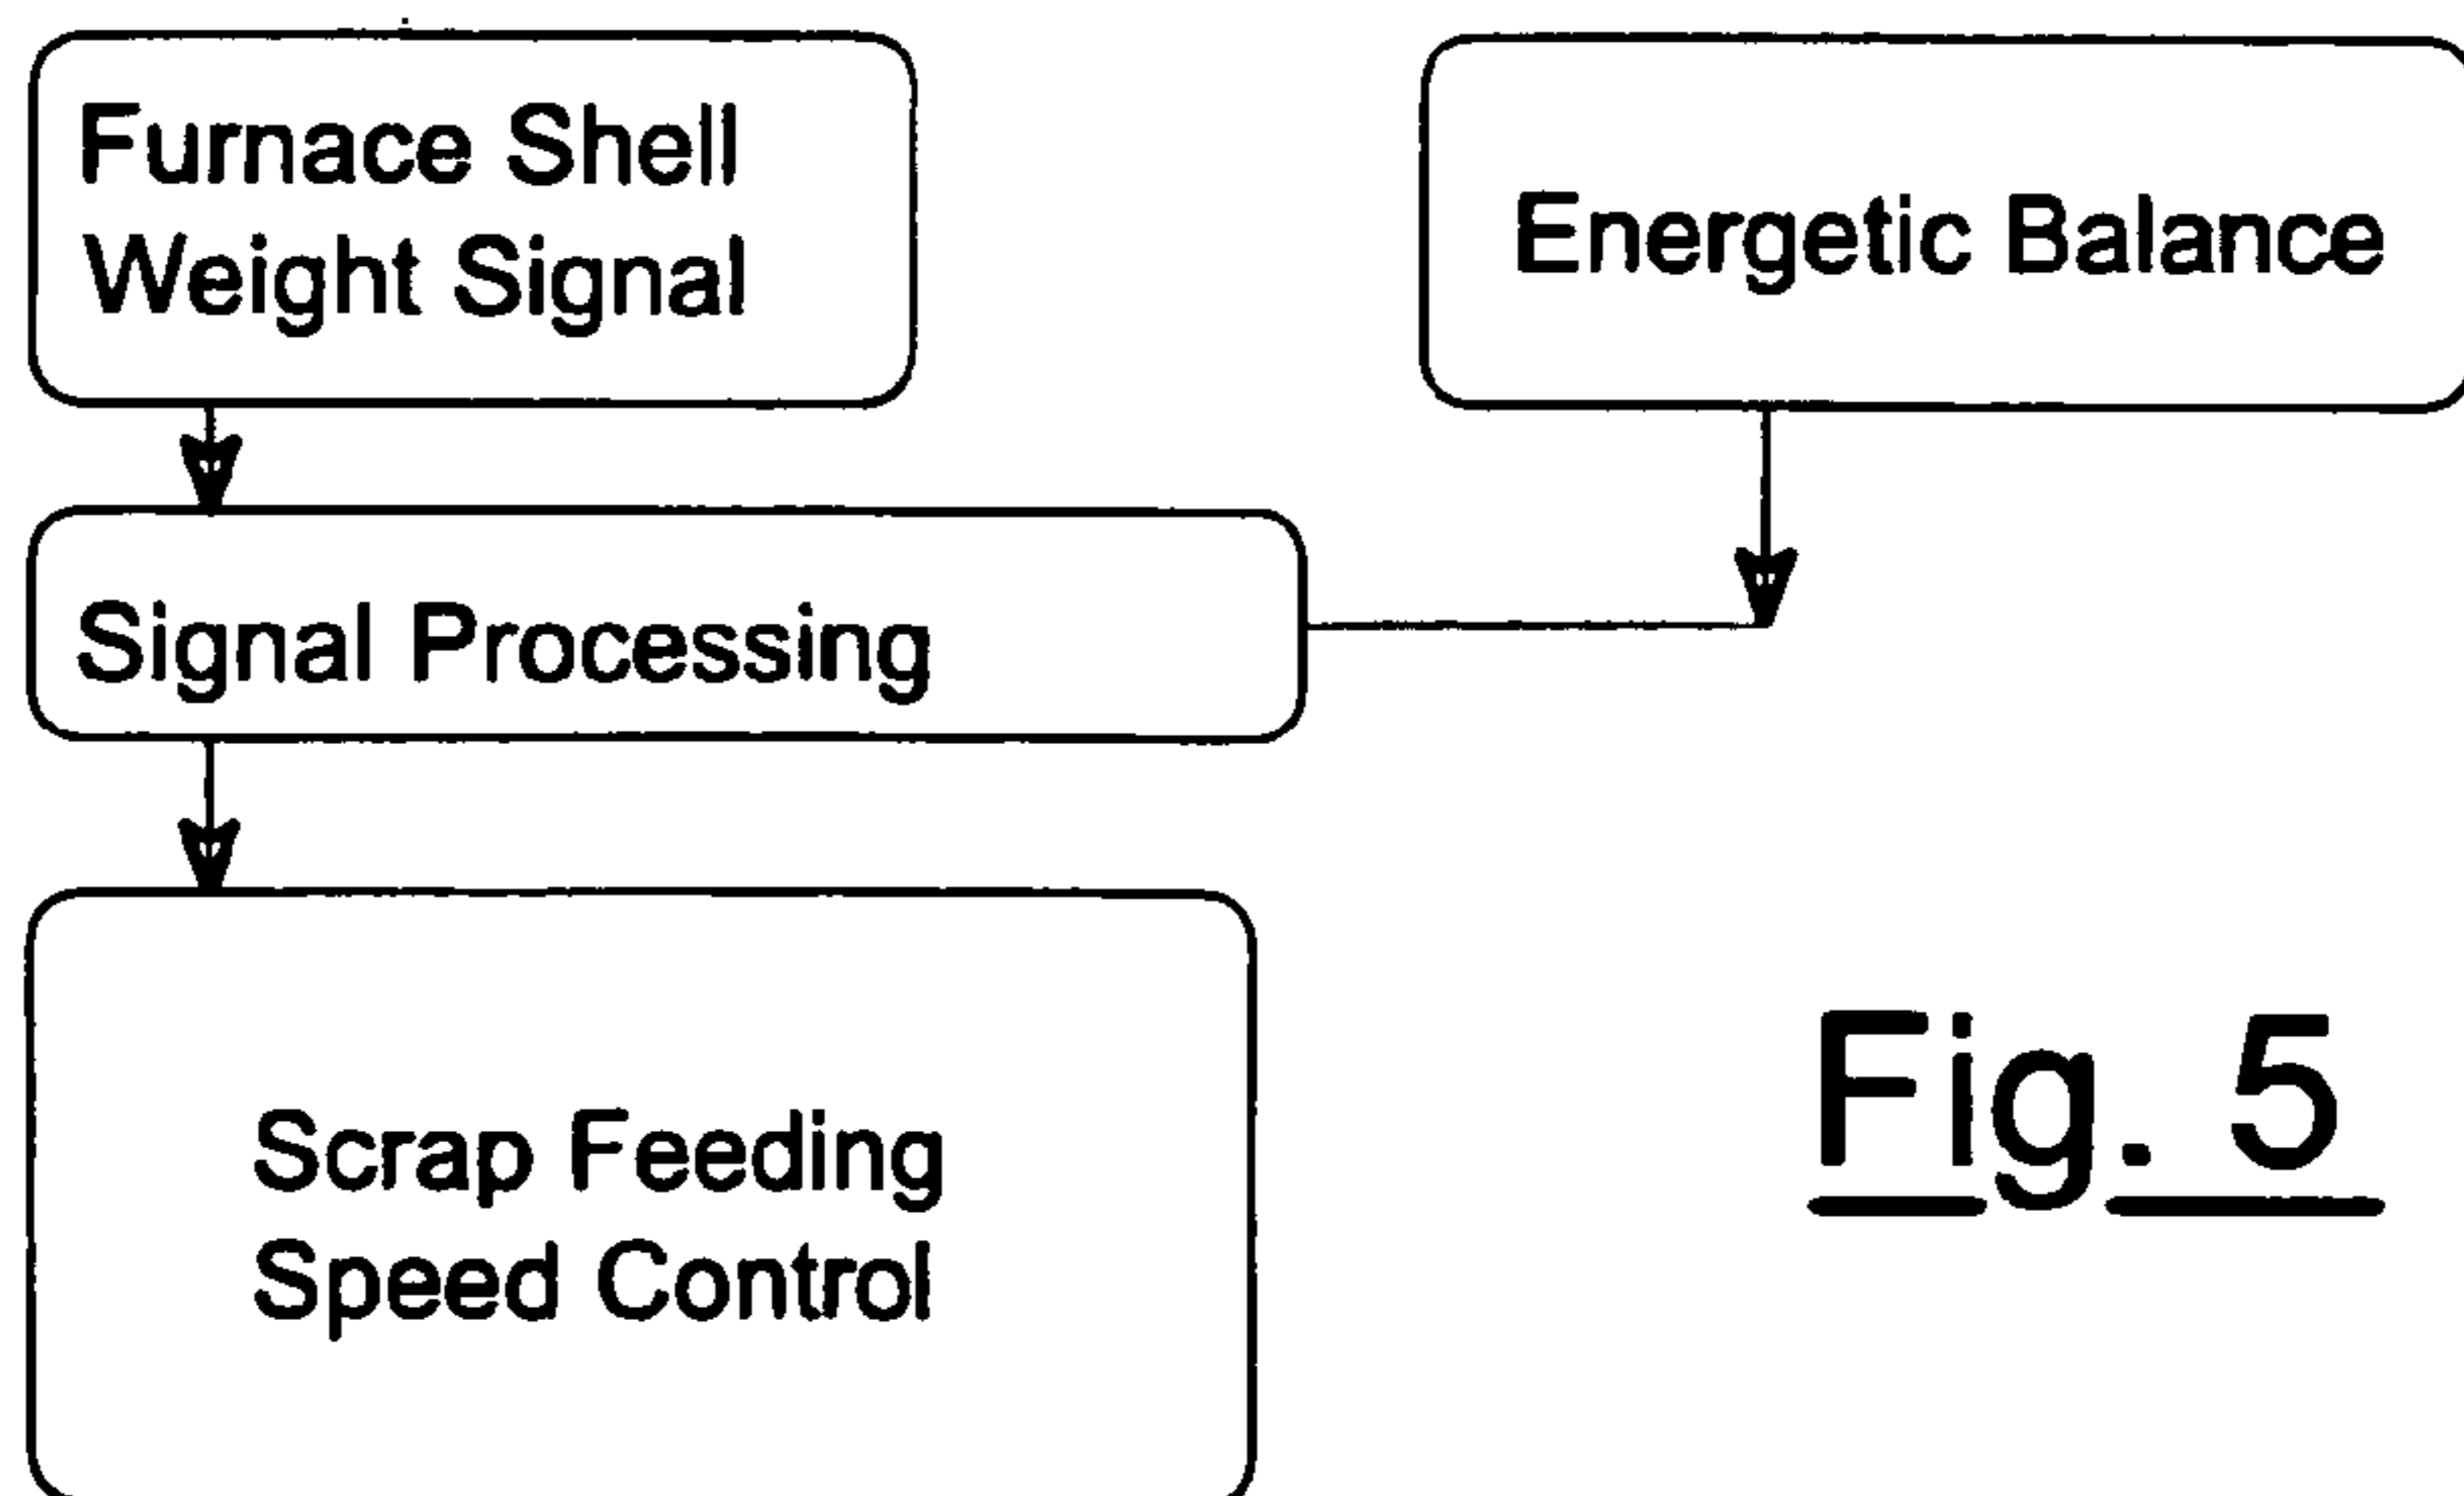 Furnace Shell
Weight Signal
Energetic Balance
Signal Processing
Scrap Feeding
Speed Control
Fig. 5